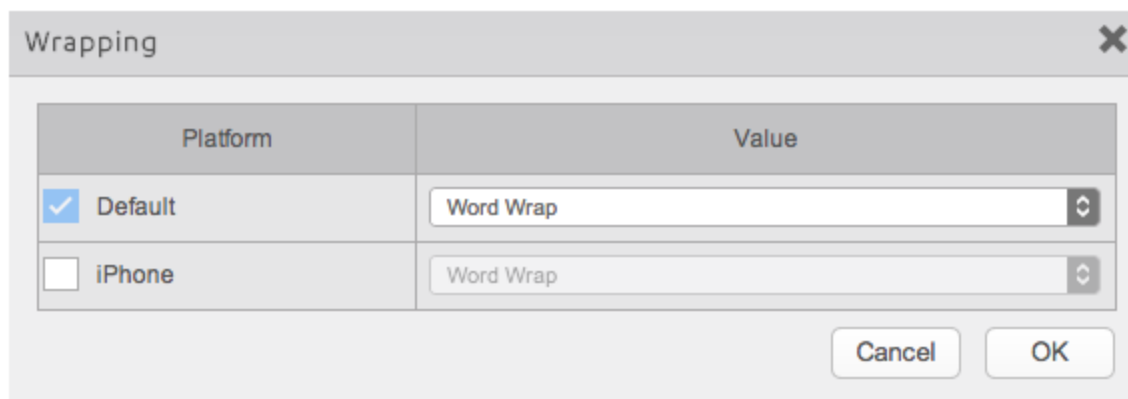 Wrapping
Platform Value
Default Word Wrap
iPhone Word Wrap
Cancel OK